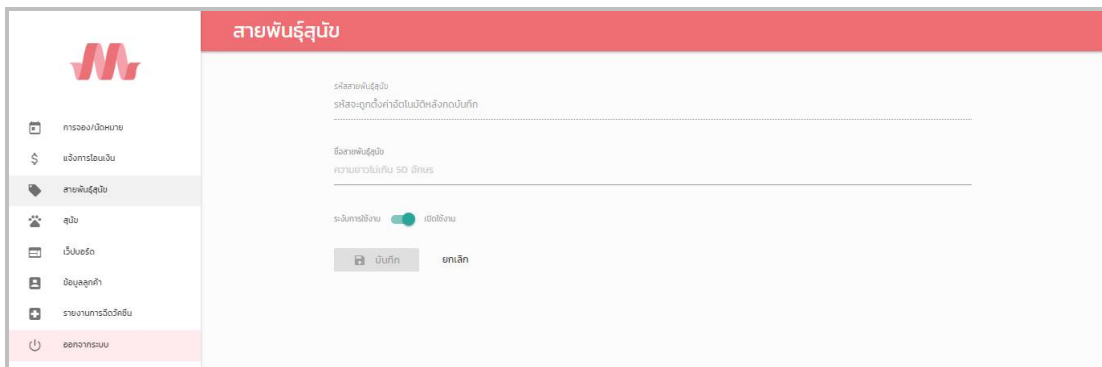 สายพันธุ์สุนัข
รหัสสายพันธุ์สุนัข
รหัสจะถูกตั้งค่าอัตโนมัติหลังกดบันทึก
ชื่อสายพันธุ์สุนัข
ความยาวไม่เกิน 50 อักษร
ระงับการใช้งาน เปิดใช้งาน
บันทึก ยกเลิก
การจอง/นัดหมาย
แจ้งการโอนเงิน
สายพันธุ์สุนัข
สุนัข
เว็บบอร์ด
ข้อมูลลูกค้า
รายงานการฉีดวัคซีน
ออกจากระบบ